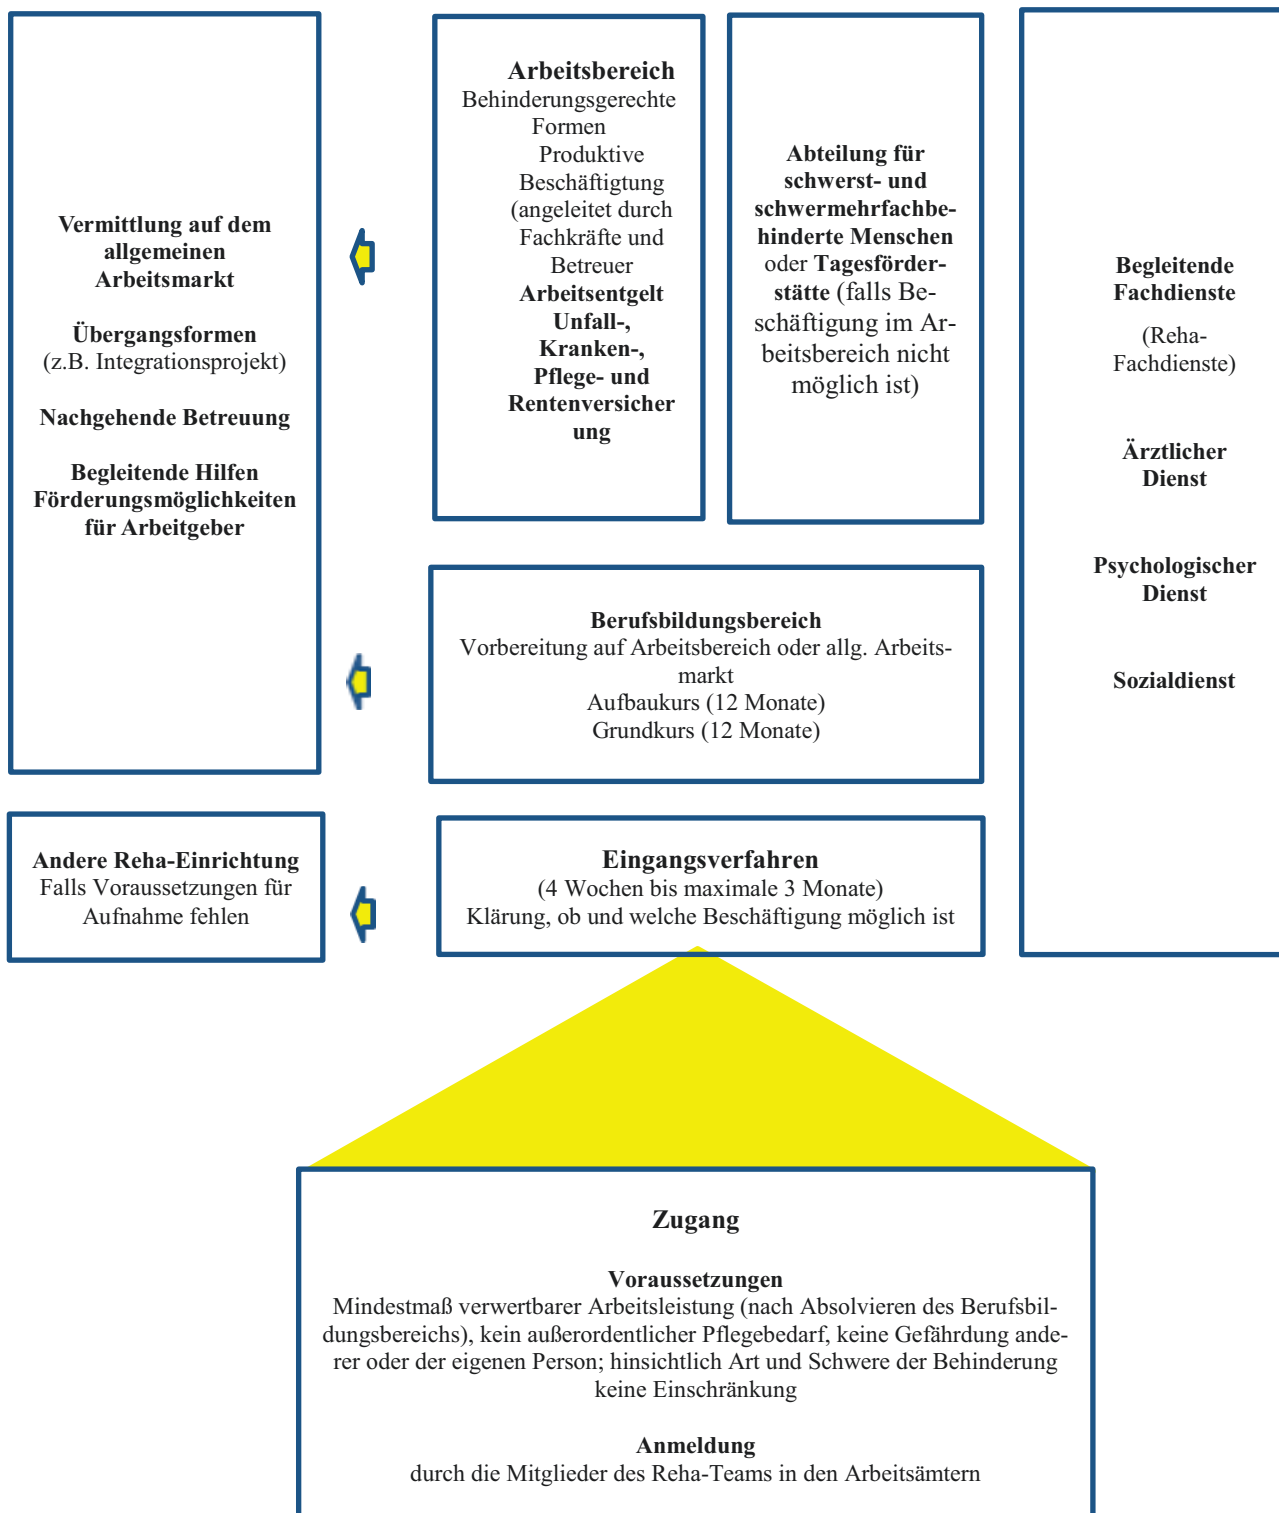 Vermittlung auf dem
allgemeinen
Arbeitsmarkt
Übergangsformen
(z.B. Integrationsprojekt)
Nachgehende Betreuung
Begleitende Hilfen
Förderungsmöglichkeiten
für Arbeitgeber
Arbeitsbereich
Behinderungsgerechte
Formen
Produktive
Beschäftigtung
(angeleitet durch
Fachkräfte und
Betreuer
Arbeitsentgelt
Unfall-,
Kranken-,
Pflege- und
Rentenversicher
ung
Abteilung für
schwerst- und
schwermehrfachbe-
hinderte Menschen
oder Tagesförder-
stätte (falls Be-
schäftigung im Ar-
beitsbereich nicht
möglich ist)
Begleitende
Fachdienste
(Reha-
Fachdienste)
Ärztlicher
Dienst
Psychologischer
Dienst
Sozialdienst
Berufsbildungsbereich
Vorbereitung auf Arbeitsbereich oder allg. Arbeits-
markt
Aufbaukurs (12 Monate)
Grundkurs (12 Monate)
Andere Reha-Einrichtung
Falls Voraussetzungen für
Aufnahme fehlen
Eingangsverfahren
(4 Wochen bis maximale 3 Monate)
Klärung, ob und welche Beschäftigung möglich ist
Zugang
Voraussetzungen
Mindestmaß verwertbarer Arbeitsleistung (nach Absolvieren des Berufsbil-
dungsbereichs), kein außerordentlicher Pflegebedarf, keine Gefährdung ande-
rer oder der eigenen Person; hinsichtlich Art und Schwere der Behinderung
keine Einschränkung
Anmeldung
durch die Mitglieder des Reha-Teams in den Arbeitsämtern